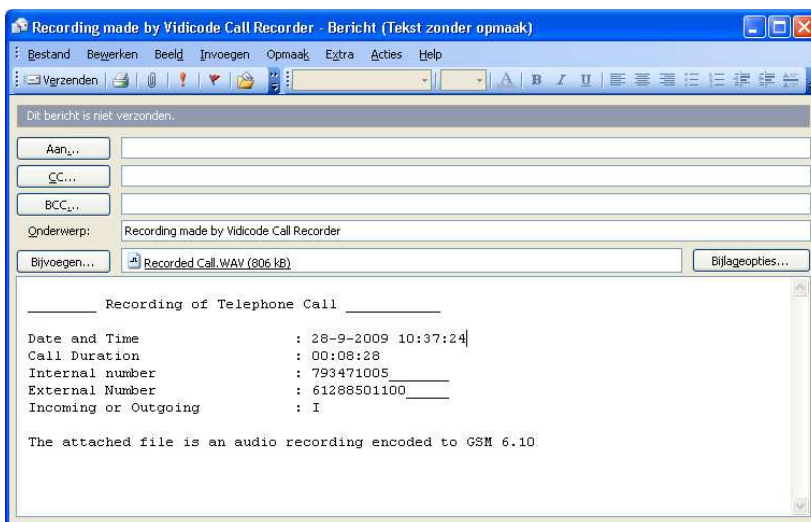 Recording made by Vidicode Call Recorder - Bericht (Tekst zonder opmaak)
Bestand Bewerken Beeld Invoegen Opmaak Extra Acties Help
Verzenden A B I U
Dit bericht is niet verzonden.
Aan...
CC...
BCC...
Onderwerp: Recording made by Vidicode Call Recorder
Bijvoegen... Recorded Call.WAV (806 kB) Bijlageopties...
________ Recording of Telephone Call ___________
Date and Time : 28-9-2009 10:37:24
Call Duration : 00:08:28
Internal number : 793471005_______
External Number : 61288501100_____
Incoming or Outgoing : I
The attached file is an audio recording encoded to GSM 6.10